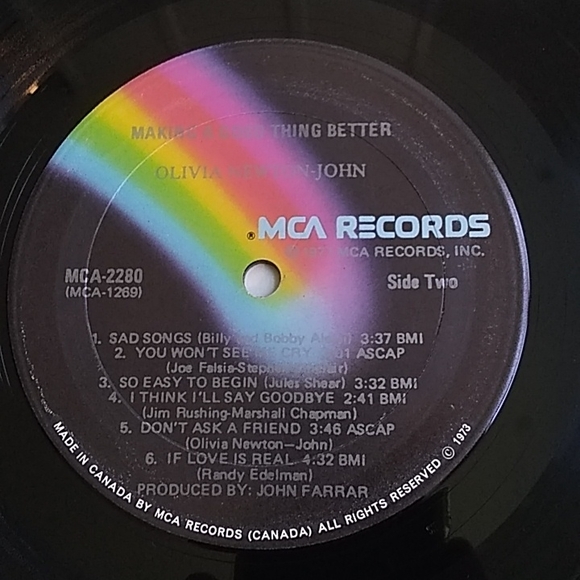 MAKING A GOOD THING BETTER
OLIVIA NEWTON-JOHN
® MCA RECORDS
MCA RECORDS, INC.
MCA-2280
(MCA-1269)
Side Two
1. SAD SONGS (Billy and Bobby 3:37 BMI
2. YOU WON'T SEE ME CRY ASCAP
(Joe Falsia-Stephen Sinclair)
3. SO EASY TO BEGIN (Jules Shear) 3:32 BMI
4. I THINK I'LL SAY GOODBYE 2:41 BMI
(Jim Rushing-Marshall Chapman)
5. DON'T ASK A FRIEND 3:46 ASCAP
(Olivia Newton-John)
6. IF LOVE IS REAL 4:32 BMI
(Randy Edelman)
PRODUCED BY: JOHN FARRAR
MADE IN CANADA BY MCA RECORDS (CANADA) ALL RIGHTS RESERVED © 1973